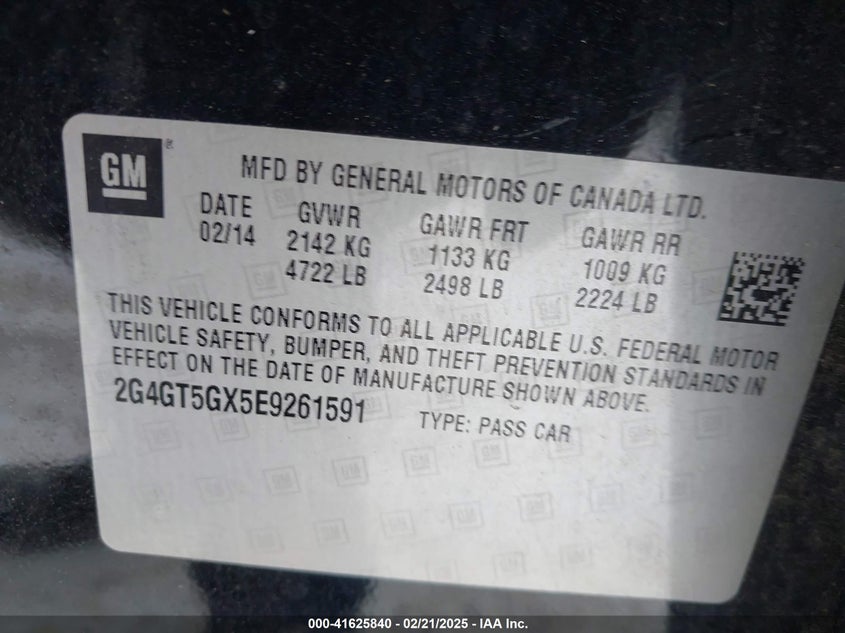 GM
MFD BY GENERAL MOTORS OF CANADA LTD.
DATE GVWR GAWR FRT GAWR RR
02/14 2142 KG 1133 KG 1009 KG
4722 LB 2498 LB 2224 LB
THIS VEHICLE CONFORMS TO ALL APPLICABLE U.S. FEDERAL MOTOR
VEHICLE SAFETY, BUMPER, AND THEFT PREVENTION STANDARDS IN
EFFECT ON THE DATE OF MANUFACTURE SHOWN ABOVE.
2G4GT5GX5E9261591 TYPE: PASS CAR
000-41625840 - 02/21/2025 - IAA Inc.